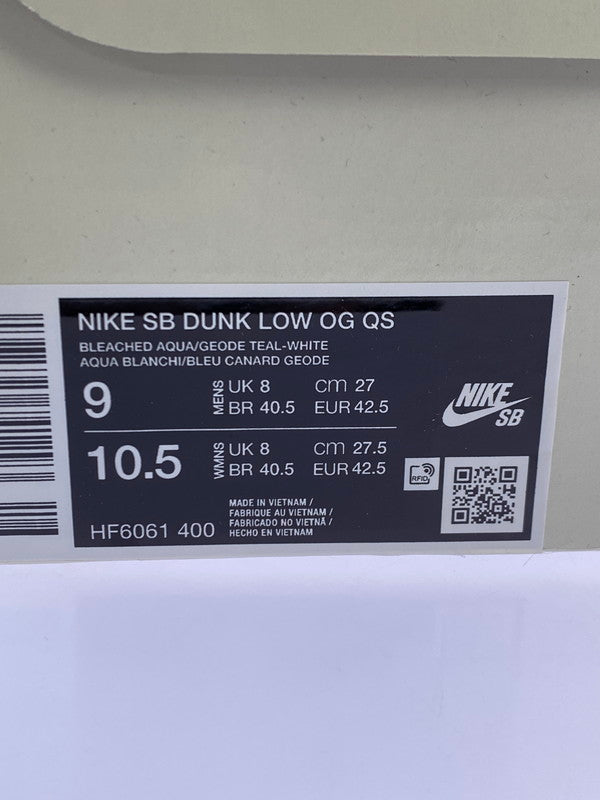 NIKE SB DUNK LOW OG QS
BLEACHED AQUA/GEODE TEAL-WHITE
AQUA BLANCHI/BLEU CANARD GEODE
9 MENS UK 8 cm 27
BR 40.5 EUR 42.5
10.5 WMNS UK 8 cm 27.5
BR 40.5 EUR 42.5
NIKE
SB
RFID
HF6061 400
MADE IN VIETNAM /
FABRIQUE AU VIETNAM /
FABRICADO NO VIETNÃ /
HECHO EN VIETNAM